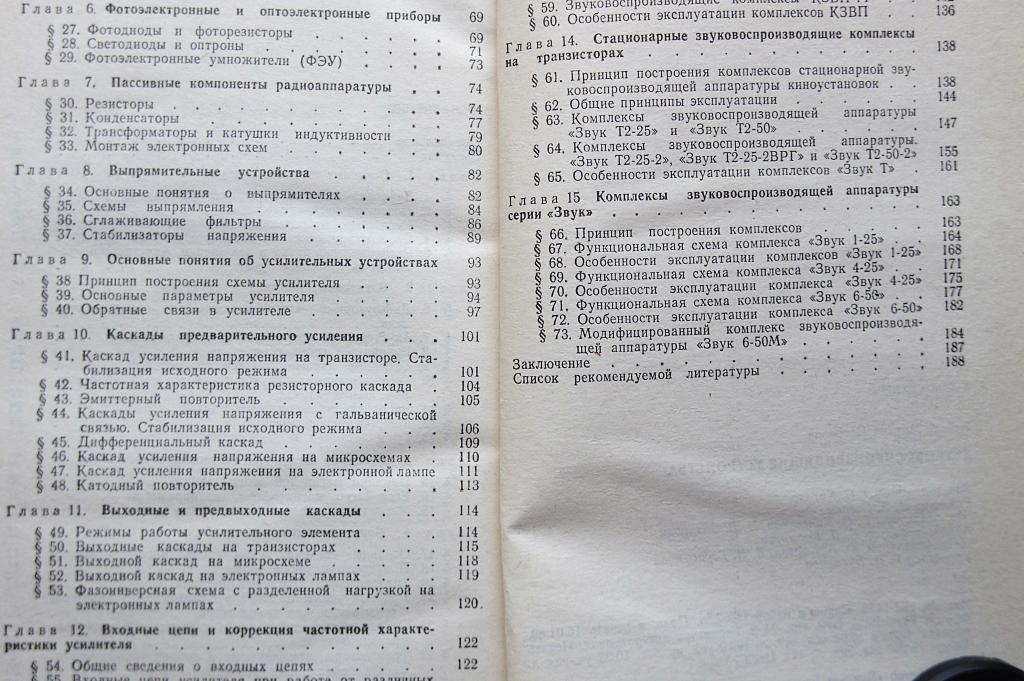 Глава 6. Фотоэлектронные и оптоэлектронные приборы 69
§ 27. Фотодиоды и фоторезисторы . . . . . 69
§ 28. Светодиоды и оптроны . . . . . . 71
§ 29. Фотоэлектронные умножители (ФЭУ) . . . . 73
Глава 7. Пассивные компоненты радиоаппаратуры . . 74
§ 30. Резисторы . . . . . . . . 74
§ 31. Конденсаторы . . . . . . . 77
§ 32. Трансформаторы и катушки индуктивности . . 79
§ 33. Монтаж электронных схем . . . . . 80
Глава 8. Выпрямительные устройства . . . . 82
§ 34. Основные понятия о выпрямителях . . . . 82
§ 35. Схемы выпрямления . . . . . . 84
§ 36. Сглаживающие фильтры . . . . . 86
§ 37. Стабилизаторы напряжения . . . . . 89
Глава 9. Основные понятия об усилительных устройствах 93
§ 38 Принцип построения схемы усилителя . . . 93
§ 39. Основные параметры усилителя . . . . 94
§ 40. Обратные связи в усилителе . . . . 97
Глава 10. Каскады предварительного усиления . . . 101
§ 41. Каскад усиления напряжения на транзисторе. Ста-
билизация исходного режима . . . . . 101
§ 42. Частотная характеристика резисторного каскада . 104
§ 43. Эмиттерный повторитель . . . . . 105
§ 44. Каскады усиления напряжения с гальванической
связью. Стабилизация исходного режима . . . 106
§ 45. Дифференциальный каскад . . . . . 109
§ 46. Каскад усиления напряжения на микросхемах . 110
§ 47. Каскад усиления напряжения на электронной лампе 111
§ 48. Катодный повторитель . . . . . . 113
Глава 11. Выходные и предвыходные каскады . . . 114
§ 49. Режимы работы усилительного элемента . . . 114
§ 50. Выходные каскады на транзисторах . . . . 115
§ 51. Выходной каскад на микросхеме . . . . 118
§ 52. Выходной каскад на электронных лампах . . . 119
§ 53. Фазоинверсная схема с разделенной нагрузкой на
электронных лампах . . . . . . . 120
Глава 12. Входные цепи и коррекция частотной характе-
ристики усилителя . . . . . . . . 122
§ 54. Общие сведения о входных цепях . . . . 122
§ 55. Входные цепи усилителя при работе от различных
§ 59. Звуковоспроизводящие комплексы
§ 60. Особенности эксплуатации комплексов КЗВП . . 136
Глава 14. Стационарные звуковоспроизводящие комплексы
на транзисторах . . . . . . . . 138
§ 61. Принцип построения комплексов стационарной зву-
ковоспроизводящей аппаратуры киноустановок . . 138
§ 62. Общие принципы эксплуатации . . . . 144
§ 63. Комплексы звуковоспроизводящей аппаратуры
«Звук Т2-25» и «Звук Т2-50» . . . . . 147
§ 64. Комплексы звуковоспроизводящей аппаратуры.
«Звук Т2-25-2», «Звук Т2-25-2ВРГ» и «Звук Т2-50-2» 155
§ 65. Особенности эксплуатации комплексов «Звук Т» . 161
Глава 15 Комплексы звуковоспроизводящей аппаратуры
серии «Звук» . . . . . . . . . 163
§ 66. Принцип построения комплексов . . . . 163
§ 67. Функциональная схема комплекса «Звук 1-25» . . 164
§ 68. Особенности эксплуатации комплексов «Звук 1-25» 168
§ 69. Функциональная схема комплекса «Звук 4-25» . . 171
§ 70. Особенности эксплуатации комплекса «Звук 4-25» 175
§ 71. Функциональная схема комплекса «Звук 6-50» . . 177
§ 72. Особенности эксплуатации комплекса «Звук 6-50» 182
§ 73. Модифицированный комплекс звуковоспроизводя-
щей аппаратуры «Звук 6-50М» . . . . . 184
Заключение . . . . . . . . . . 187
Список рекомендуемой литературы . . . . . 188